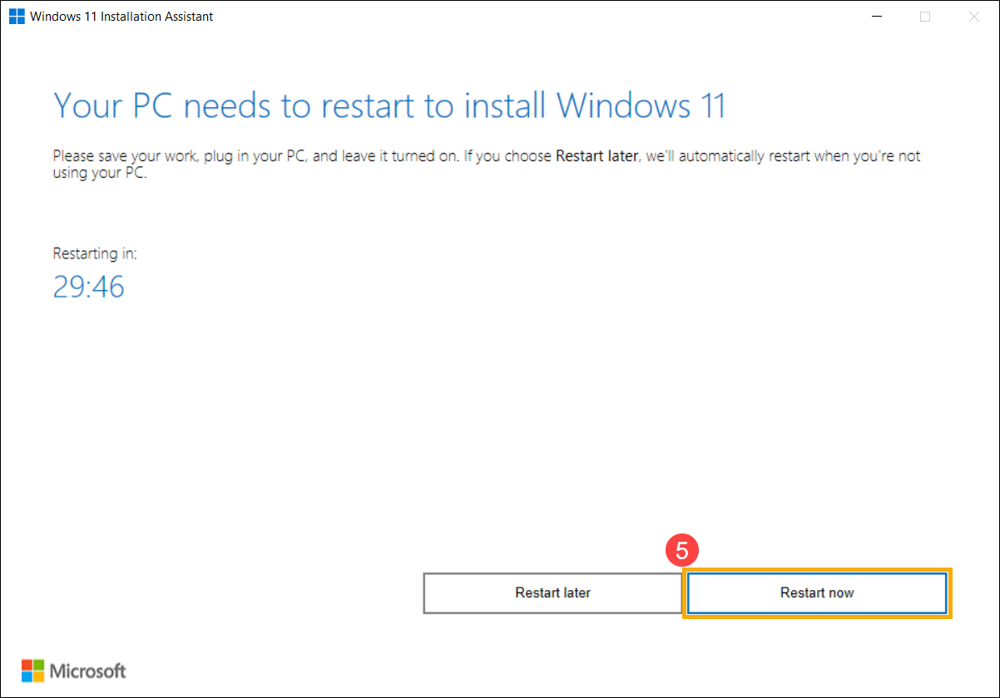 Windows 11 Installation Assistant
Your PC needs to restart to install Windows 11
Please save your work, plug in your PC, and leave it turned on. If you choose Restart later, we'll automatically restart when you're not
using your PC.
Restarting in:
29:46
5
Restart later
Restart now
Microsoft